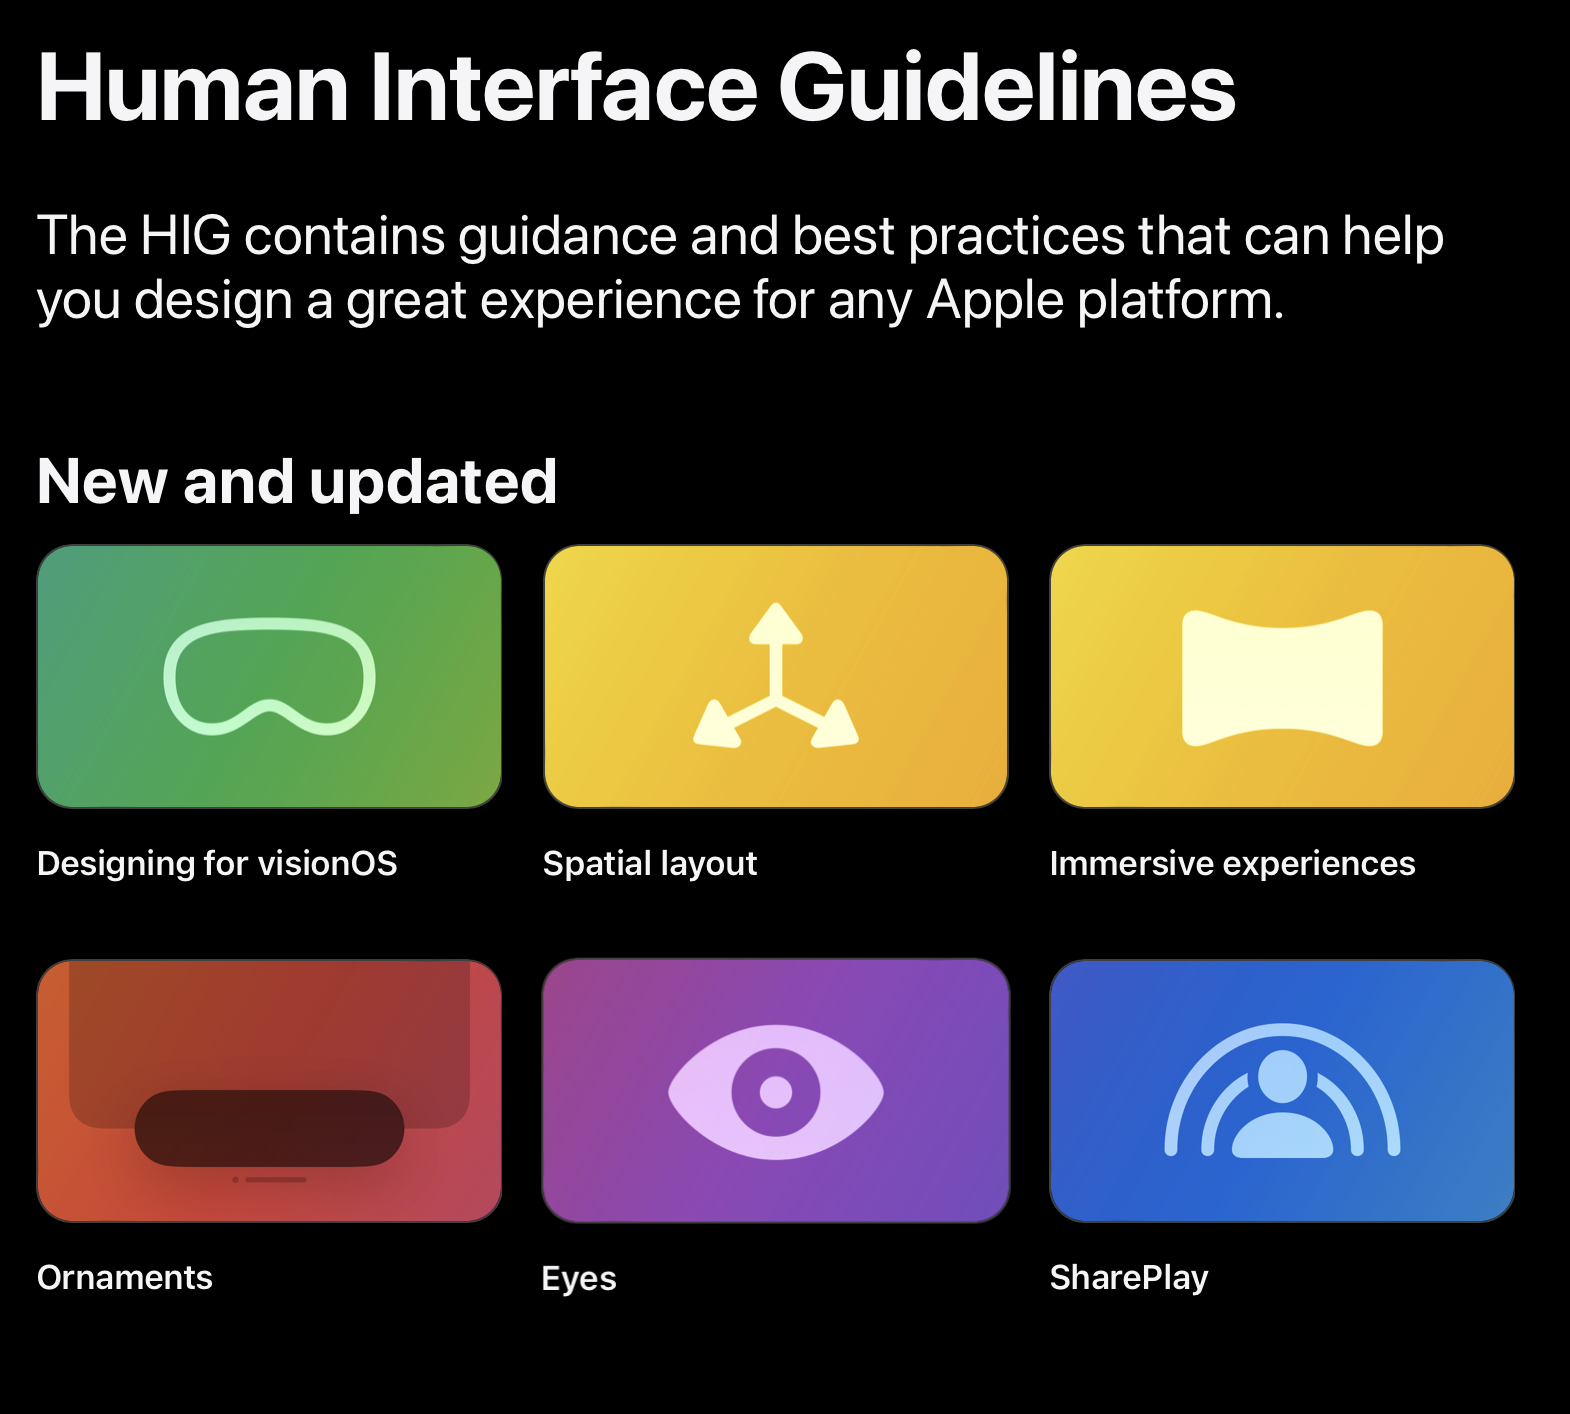 Human Interface Guidelines
The HIG contains guidance and best practices that can help
you design a great experience for any Apple platform.
New and updated
Designing for visionOS
Spatial layout
Immersive experiences
Ornaments
Eyes
SharePlay